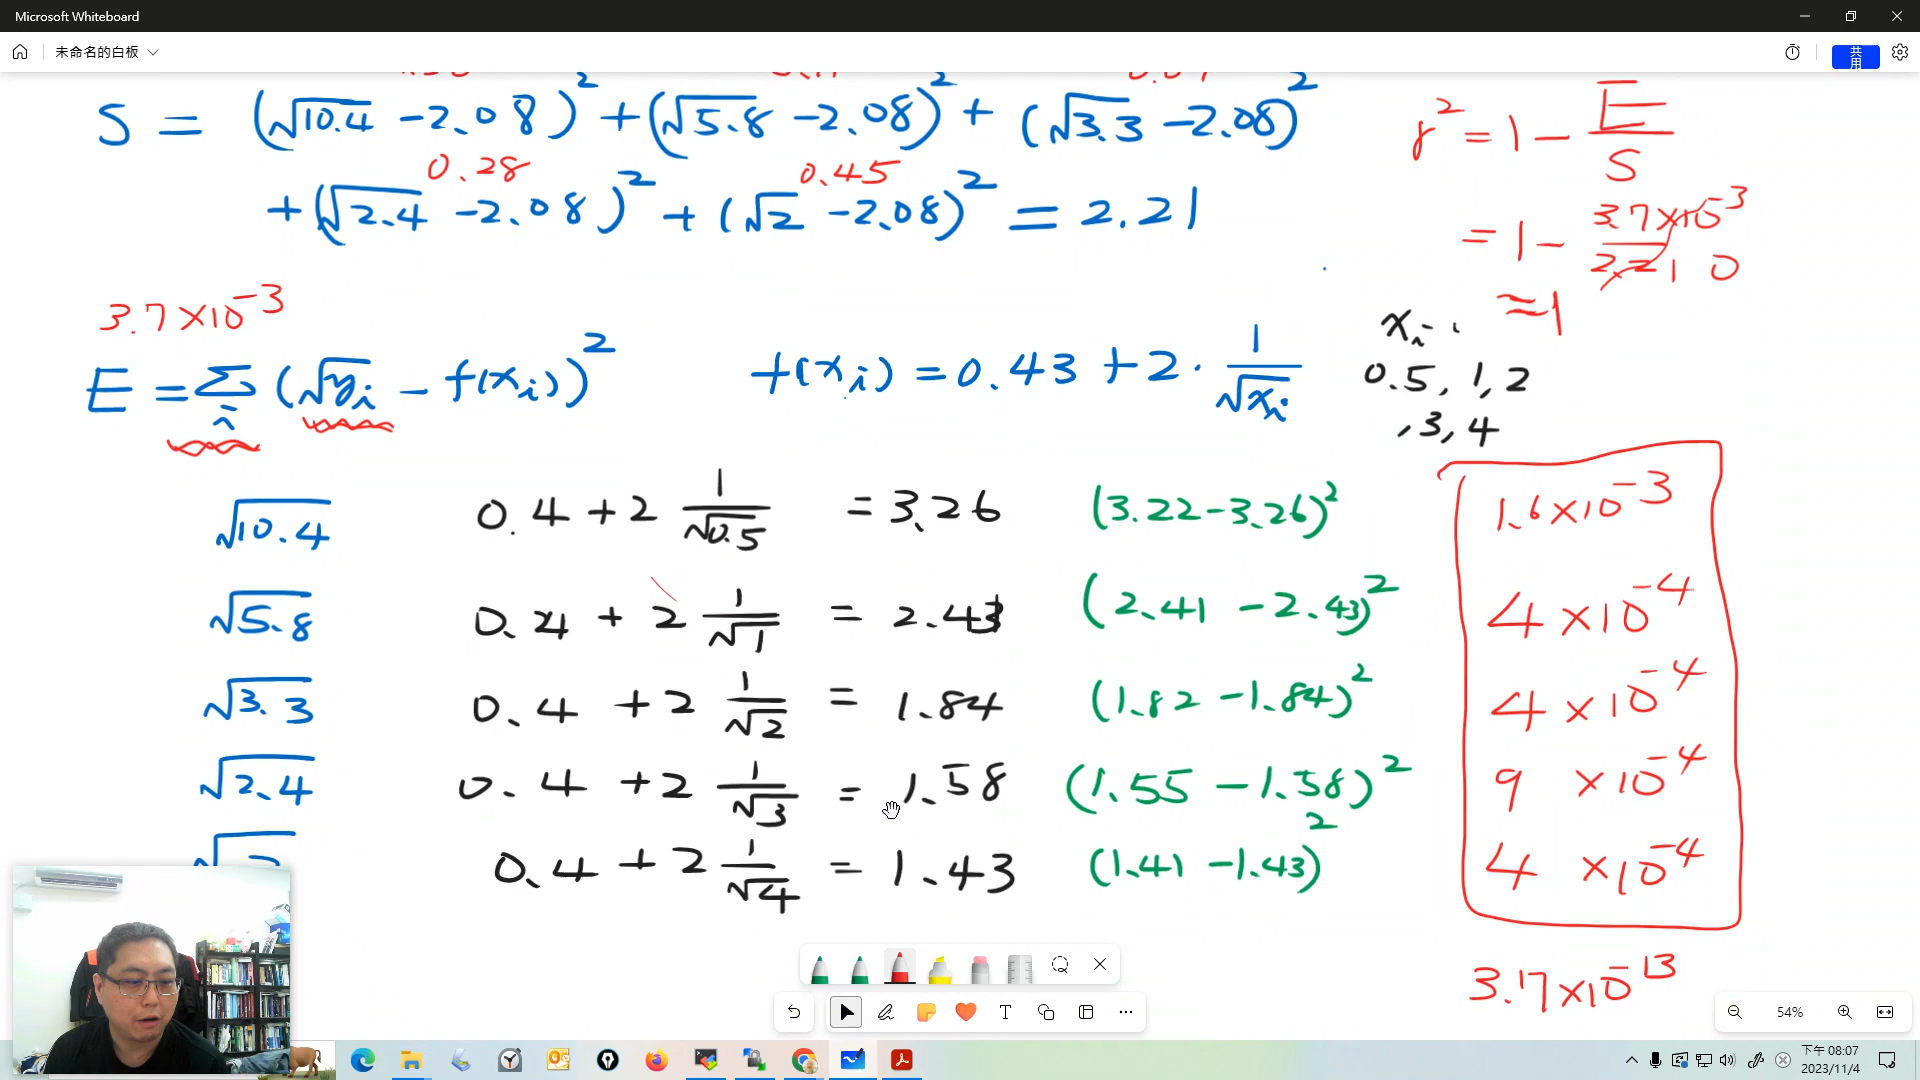 Microsoft Whiteboard
未命名的白板
共用
S = (√10.4 -2.08)² + (√5.8 -2.08)² + (√3.3 -2.08)²
0.28 0.45
+ (√2.4 -2.08)² + (√2 -2.08)² = 2.21
r² = 1 - E/S
= 1 - 3.7×10⁻³/2.21 0
≈1
3.7×10⁻³
E = Σi (√yi - f(xi))²
f(xi) = 0.43 + 2 · 1/√xi
xi
0.5, 1, 2
, 3, 4
√10.4 0.4 + 2 1/√0.5 = 3.26 (3.22-3.26)² 1.6×10⁻³
√5.8 0.4 + 2 1/√1 = 2.43 (2.41 -2.43)² 4×10⁻⁴
√3.3 0.4 + 2 1/√2 = 1.84 (1.82 -1.84)² 4×10⁻⁴
√2.4 0.4 + 2 1/√3 = 1.58 (1.55 -1.58)² 9 ×10⁻⁴
0.4 + 2 1/√4 = 1.43 (1.41 -1.43)² 4 ×10⁻⁴
3.17×10⁻¹³
54%
下午 08:07
2023/11/4